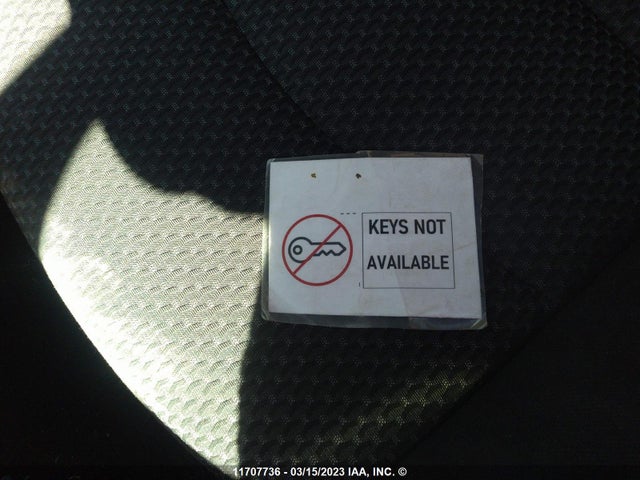 KEYS NOT
AVAILABLE
11707736 - 03/15/2023 IAA, INC. ©